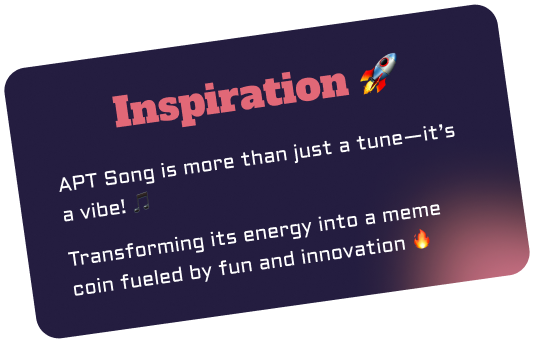 Inspiration 🚀
APT Song is more than just a tune—it's
a vibe! 🎵
Transforming its energy into a meme
coin fueled by fun and innovation 🔥